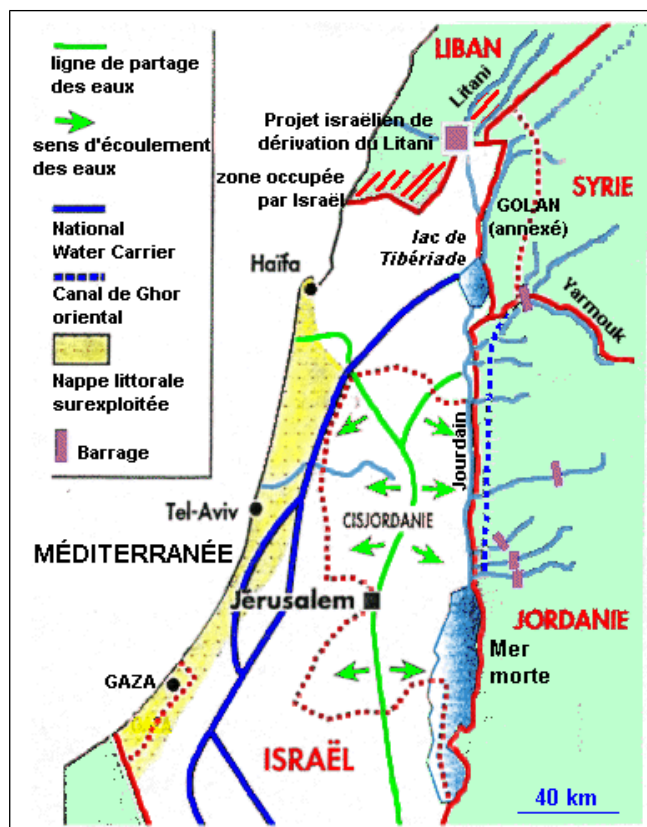 ligne de partage
des eaux
sens d'écoulement
des eaux
National
Water Carrier
Canal de Ghor
oriental
Nappe littorale
surexploitée
Barrage
LIBAN
Litani
Projet israëlien de
dérivation du Litani
zone occupée
par Israël
SYRIE
GOLAN
(annexé)
lac de
Tibériade
Haïfa
Yarmouk
Jourdain
Tel-Aviv
CISJORDANIE
MÉDITERRANÉE
Jérusalem
JORDANIE
Mer
morte
GAZA
ISRAËL
40 km